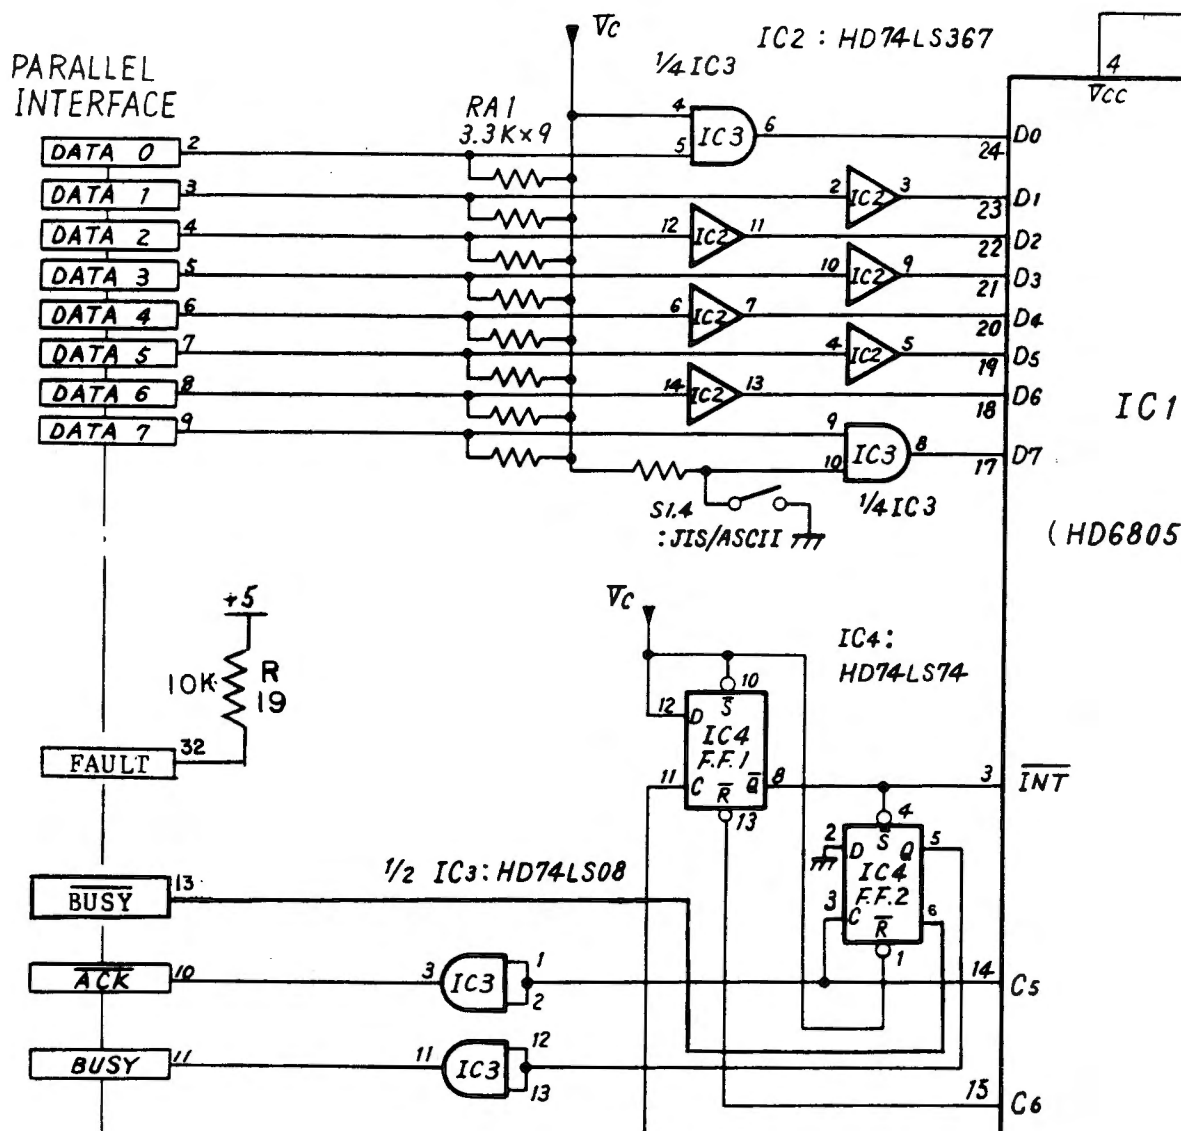 V̅C
IC2 : HD74LS367
1/4 IC3
4
V̅CC
PARALLEL
INTERFACE
RA1
3.3K×9
DATA 0 2
4
5
IC3
6
24
D0
DATA 1 3
2
IC2
3
23
D1
DATA 2 4
12
IC2
11
22
D2
DATA 3 5
10
IC2
9
21
D3
DATA 4 6
6
IC2
7
20
D4
DATA 5 7
4
IC2
5
19
D5
DATA 6 8
14
IC2
13
18
D6
IC1
DATA 7 9
9
10
IC3
8
17
D7
1/4 IC3
S1.4
:JIS/ASCII
(HD6805
+5
10K
R
19
V̅C
IC4:
HD74LS74
10
12
D
S̅
IC4
F.F.1
11
C
R̅
Q̅
8
13
3
I̅N̅T̅
FAULT 32
4
2
D
S̅
Q
5
IC4
F.F.2
3
C
R̅
6
1
1/2 IC3:HD74LS08
B̅U̅S̅Y̅ 13
A̅C̅K̅ 10
3
IC3
1
2
14
C5
BUSY 11
11
IC3
12
13
15
C6